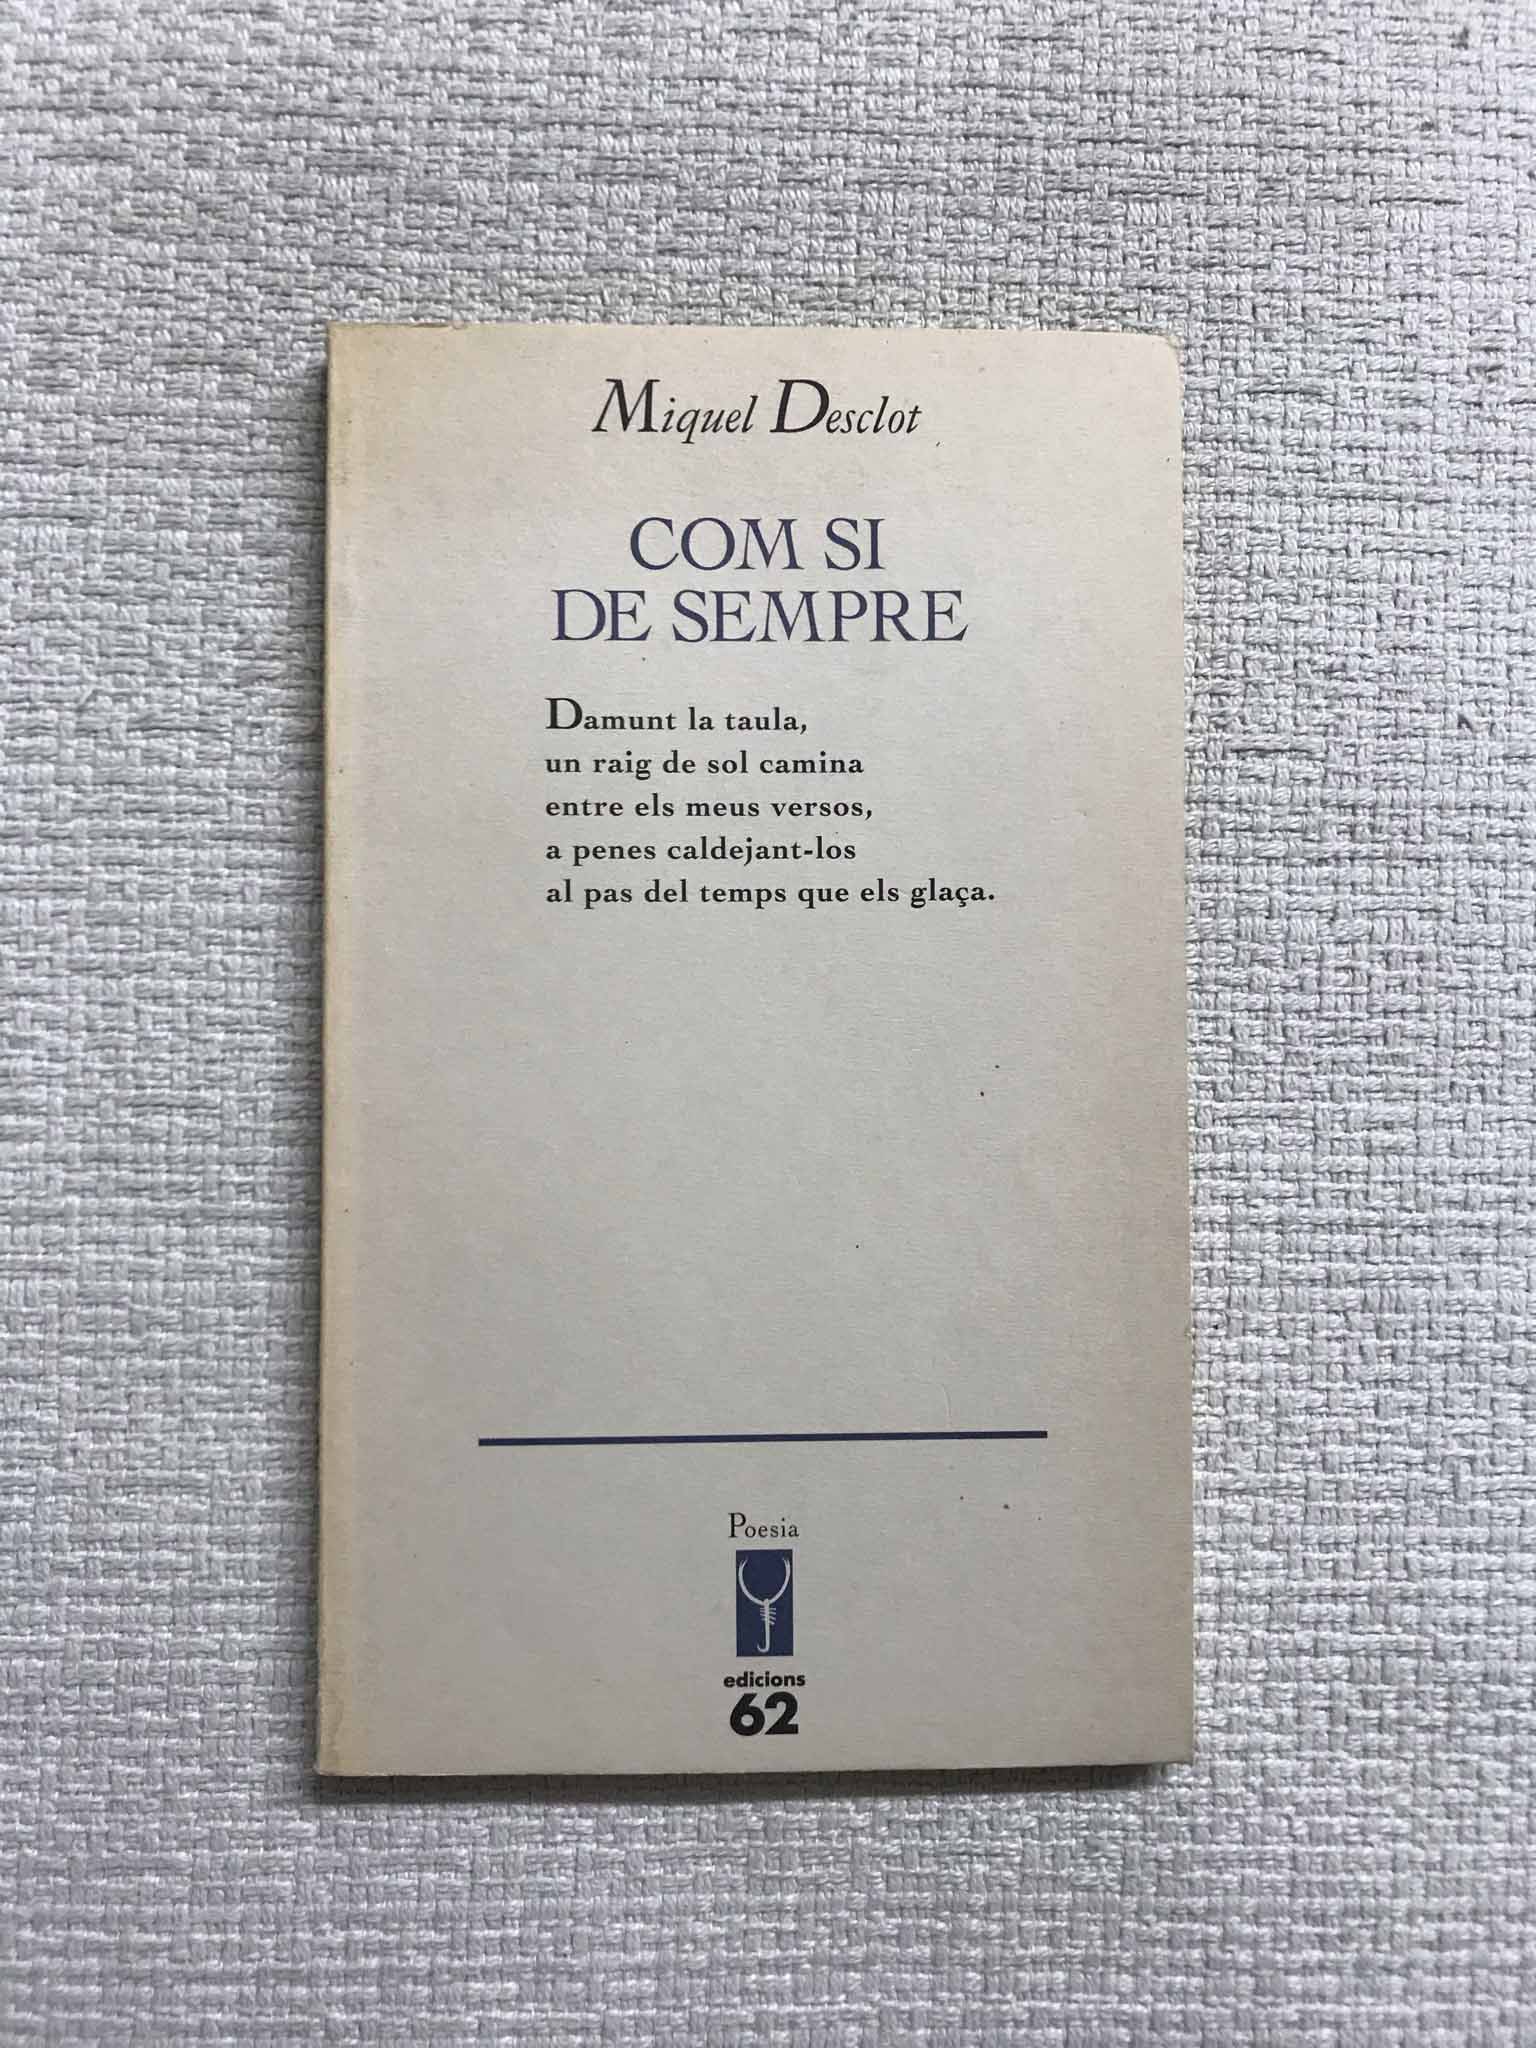 Miquel Desclot
COM SI
DE SEMPRE
Damunt la taula,
un raig de sol camina
entre els meus versos,
a penes caldejant-los
al pas del temps que els glaça.
Poesia
edicions
62